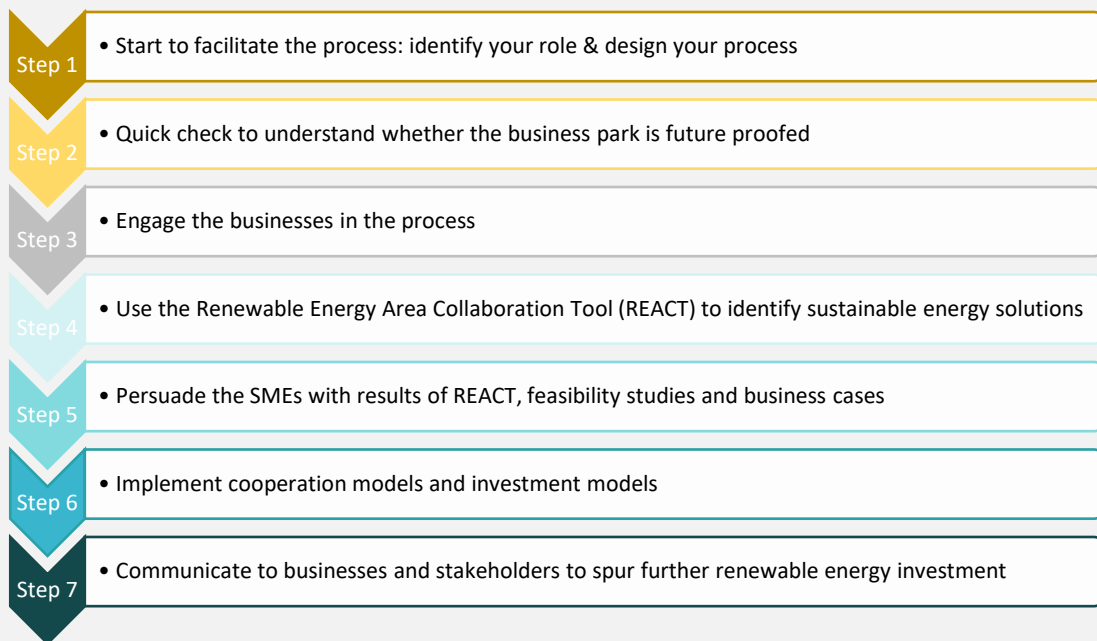 Step 1
• Start to facilitate the process: identify your role & design your process
Step 2
• Quick check to understand whether the business park is future proofed
Step 3
• Engage the businesses in the process
Step 4
• Use the Renewable Energy Area Collaboration Tool (REACT) to identify sustainable energy solutions
Step 5
• Persuade the SMEs with results of REACT, feasibility studies and business cases
Step 6
• Implement cooperation models and investment models
Step 7
• Communicate to businesses and stakeholders to spur further renewable energy investment